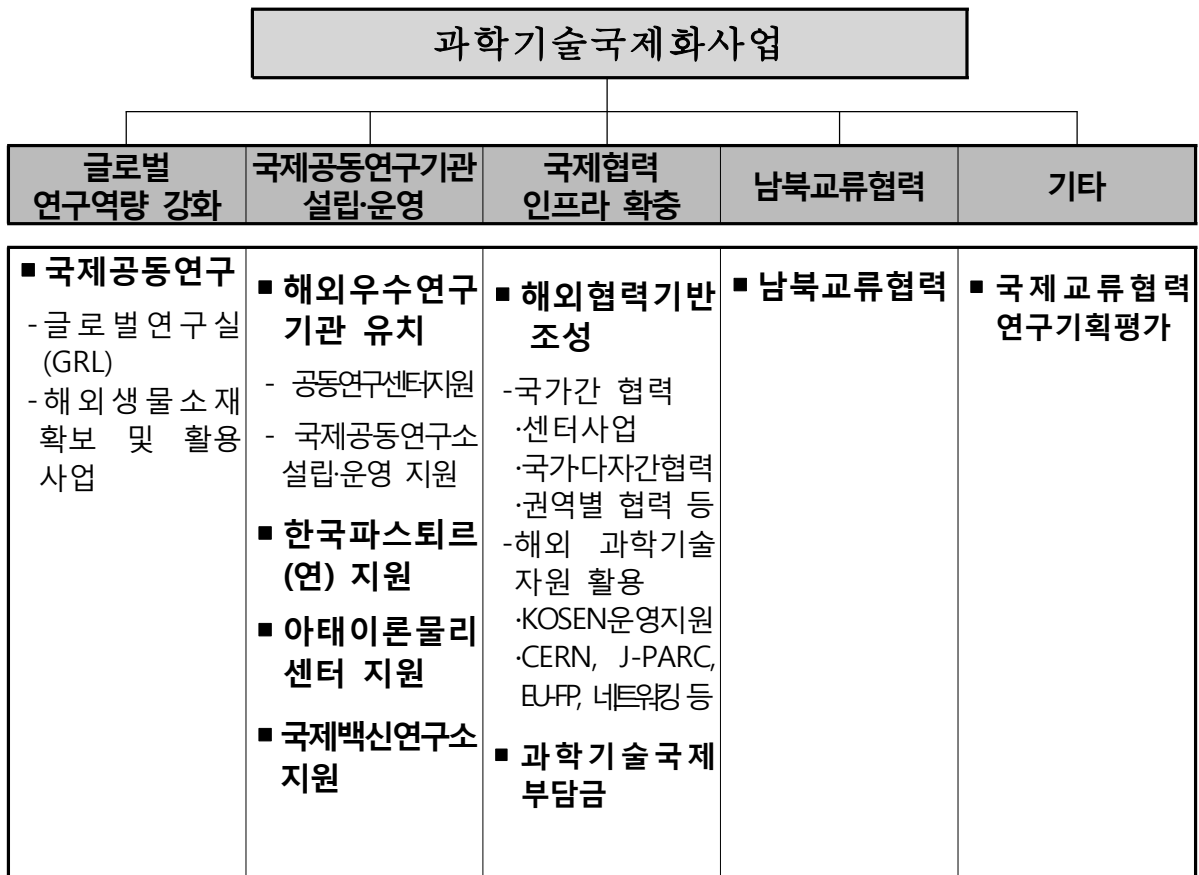 과학기술국제화사업
글로벌
연구역량 강화
국제공동연구기관
설립·운영
국제협력
인프라 확충
남북교류협력
기타
■ 국제공동연구
-글로벌연구실
(GRL)
-해외생물소재
확보 및 활용
사업
■ 해외우수연구
기관 유치
- 공동연구센터지원
- 국제공동연구소
설립·운영 지원
■ 한국파스퇴르
(연) 지원
■ 아태이론물리
센터 지원
■ 국제백신연구소
지원
■ 해외협력기반
조성
-국가간 협력
·센터사업
·국가·다자간협력
·권역별 협력 등
-해외 과학기술
자원 활용
·KOSEN운영지원
·CERN, J-PARC,
EU-FP, 네트워킹 등
■ 과학기술국제
부담금
■ 남북교류협력
■ 국제교류협력
연구기획평가